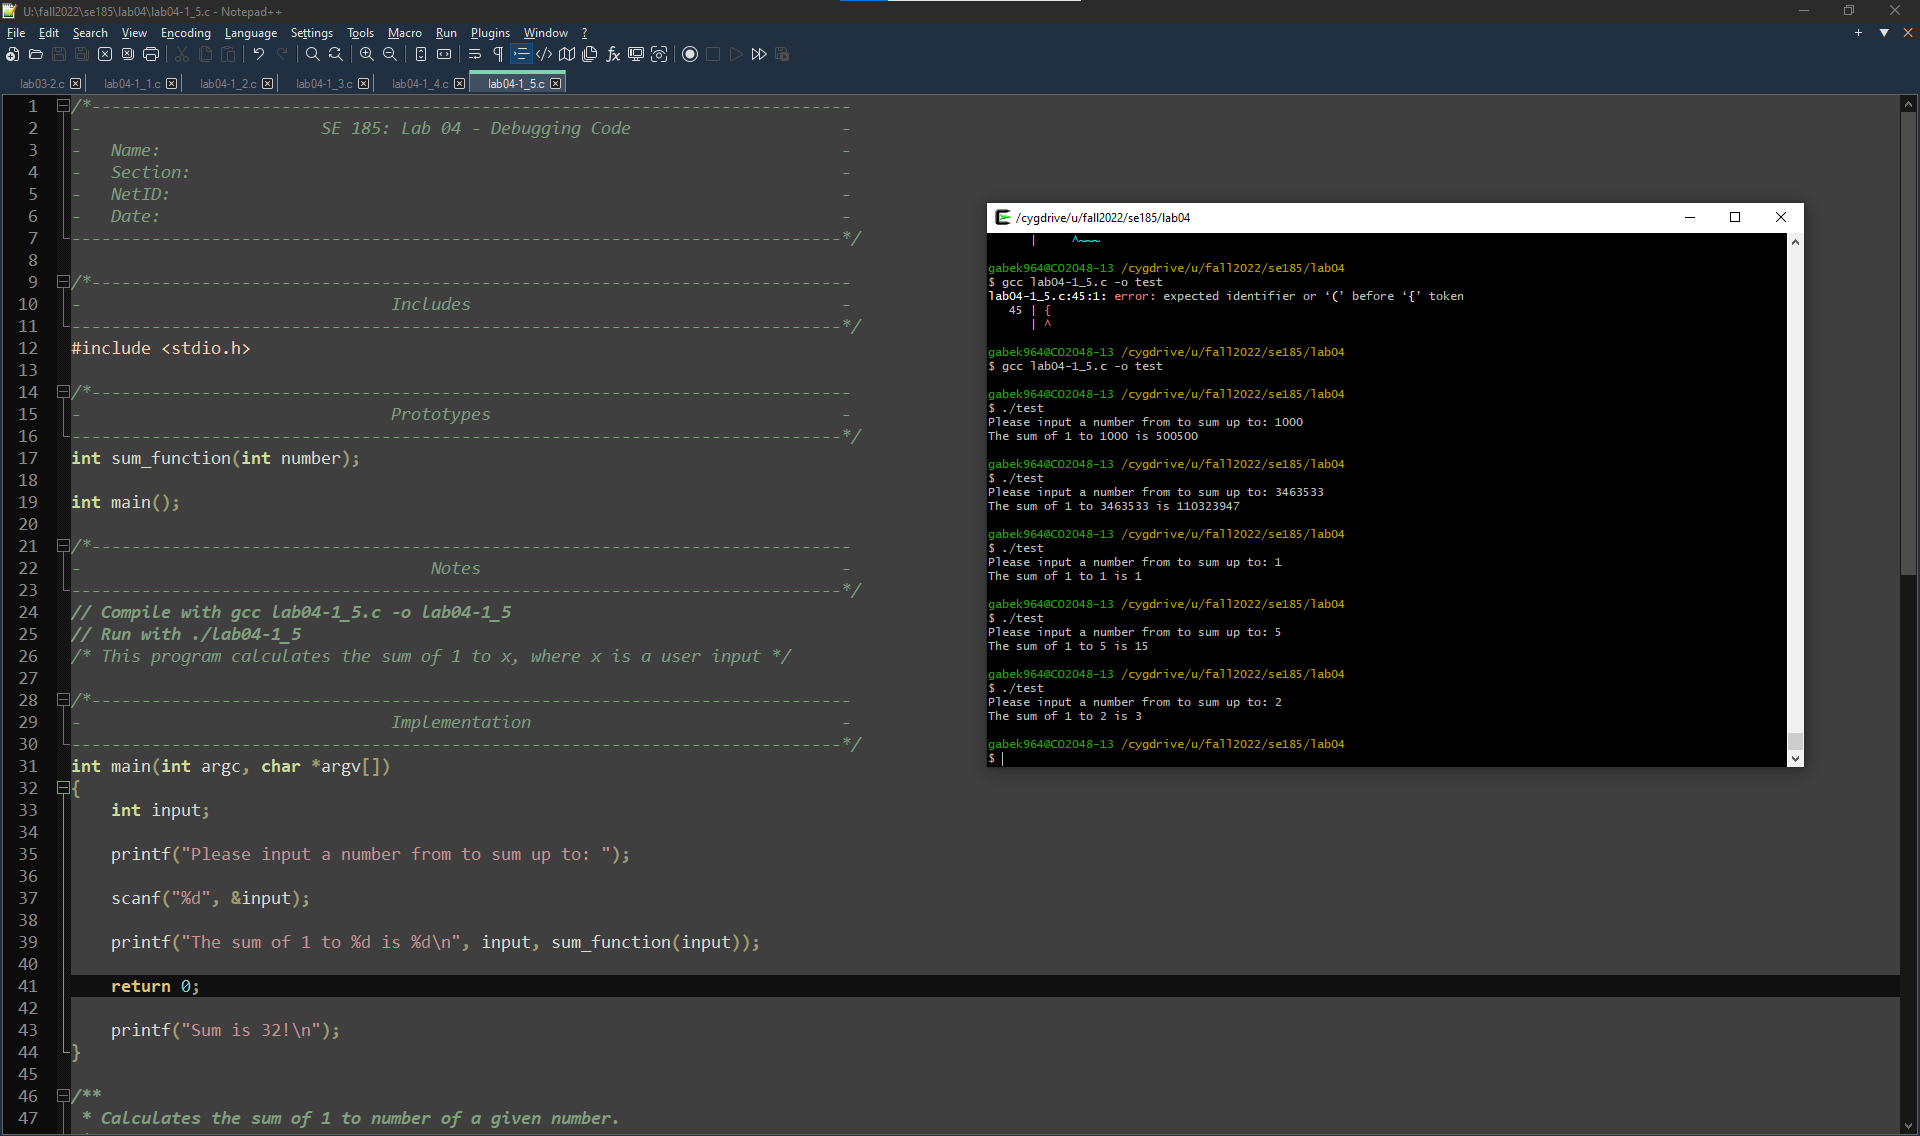 U:\fall2022\se185\lab04\lab04-1_5.c - Notepad++
File Edit Search View Encoding Language Settings Tools Macro Run Plugins Window ?
lab03-2.c lab04-1_1.c lab04-1_2.c lab04-1_3.c lab04-1_4.c lab04-1_5.c
1 /*----------------------------------------------------------------------------
2 - SE 185: Lab 04 - Debugging Code -
3 - Name: -
4 - Section: -
5 - NetID: -
6 - Date: -
7 -----------------------------------------------------------------------------*/
8
9 /*----------------------------------------------------------------------------
10 - Includes -
11 -----------------------------------------------------------------------------*/
12 #include <stdio.h>
13
14 /*----------------------------------------------------------------------------
15 - Prototypes -
16 -----------------------------------------------------------------------------*/
17 int sum_function(int number);
18
19 int main();
20
21 /*----------------------------------------------------------------------------
22 - Notes -
23 -----------------------------------------------------------------------------*/
24 // Compile with gcc lab04-1_5.c -o lab04-1_5
25 // Run with ./lab04-1_5
26 /* This program calculates the sum of 1 to x, where x is a user input */
27
28 /*----------------------------------------------------------------------------
29 - Implementation -
30 -----------------------------------------------------------------------------*/
31 int main(int argc, char *argv[])
32 {
33 int input;
34
35 printf("Please input a number from to sum up to: ");
36
37 scanf("%d", &input);
38
39 printf("The sum of 1 to %d is %d\n", input, sum_function(input));
40
41 return 0;
42
43 printf("Sum is 32!\n");
44 }
45
46 /**
47 * Calculates the sum of 1 to number of a given number.
/cygdrive/u/fall2022/se185/lab04
| ^~~~
gabek964@CO2048-13 /cygdrive/u/fall2022/se185/lab04
$ gcc lab04-1_5.c -o test
lab04-1_5.c:45:1: error: expected identifier or ‘(’ before ‘{’ token
45 | {
| ^
gabek964@CO2048-13 /cygdrive/u/fall2022/se185/lab04
$ gcc lab04-1_5.c -o test
gabek964@CO2048-13 /cygdrive/u/fall2022/se185/lab04
$ ./test
Please input a number from to sum up to: 1000
The sum of 1 to 1000 is 500500
gabek964@CO2048-13 /cygdrive/u/fall2022/se185/lab04
$ ./test
Please input a number from to sum up to: 3463533
The sum of 1 to 3463533 is 110323947
gabek964@CO2048-13 /cygdrive/u/fall2022/se185/lab04
$ ./test
Please input a number from to sum up to: 1
The sum of 1 to 1 is 1
gabek964@CO2048-13 /cygdrive/u/fall2022/se185/lab04
$ ./test
Please input a number from to sum up to: 5
The sum of 1 to 5 is 15
gabek964@CO2048-13 /cygdrive/u/fall2022/se185/lab04
$ ./test
Please input a number from to sum up to: 2
The sum of 1 to 2 is 3
gabek964@CO2048-13 /cygdrive/u/fall2022/se185/lab04
$